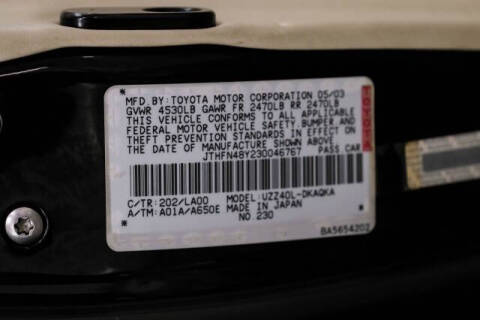 MFD.BY:TOYOTA MOTOR CORPORATION 05/03
GVWR 4530LB GAWR FR 2470LB RR 2470LB
THIS VEHICLE CONFORMS TO ALL APPLICABLE
FEDERAL MOTOR VEHICLE SAFETY,BUMPER AND
THEFT PREVENTION STANDARDS IN EFFECT ON
THE DATE OF MANUFACTURE SHOWN ABOVE.
JTHFN48Y230046767 PASS.CAR
TOYOTA
C/TR:202/LA00 MODEL:UZZ40L-DKAQKA
A/TM:A01A/A650E MADE IN JAPAN
NO.230
BA5654202